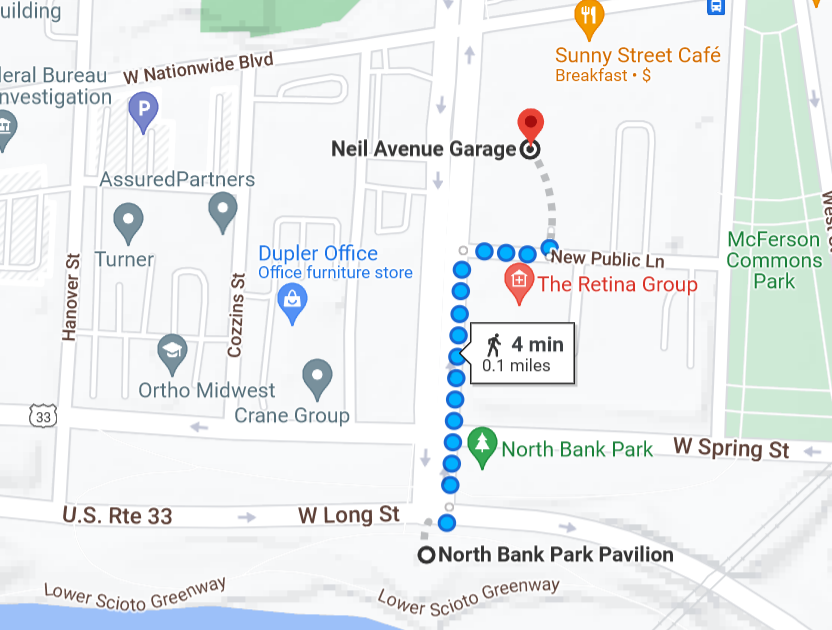 uilding
W Nationwide Blvd
Sunny Street Café
Breakfast • $
deral Bureau
nvestigation
P
Neil Avenue Garage
AssuredPartners
Turner
Dupler Office
Office furniture store
New Public Ln
McFerson
Commons
Park
West
The Retina Group
Hanover St
Cozzins St
4 min
0.1 miles
Ortho Midwest
Crane Group
33
North Bank Park
W Spring St
U.S. Rte 33
W Long St
North Bank Park Pavilion
Lower Scioto Greenway
Lower Scioto Greenway